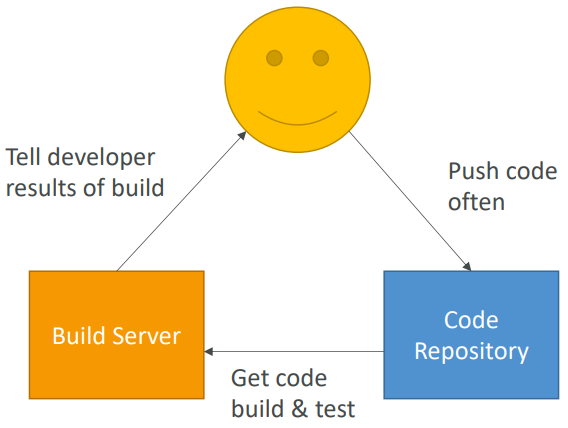 Tell developer
results of build
Push code
often
Build Server
Code
Repository
Get code
build & test